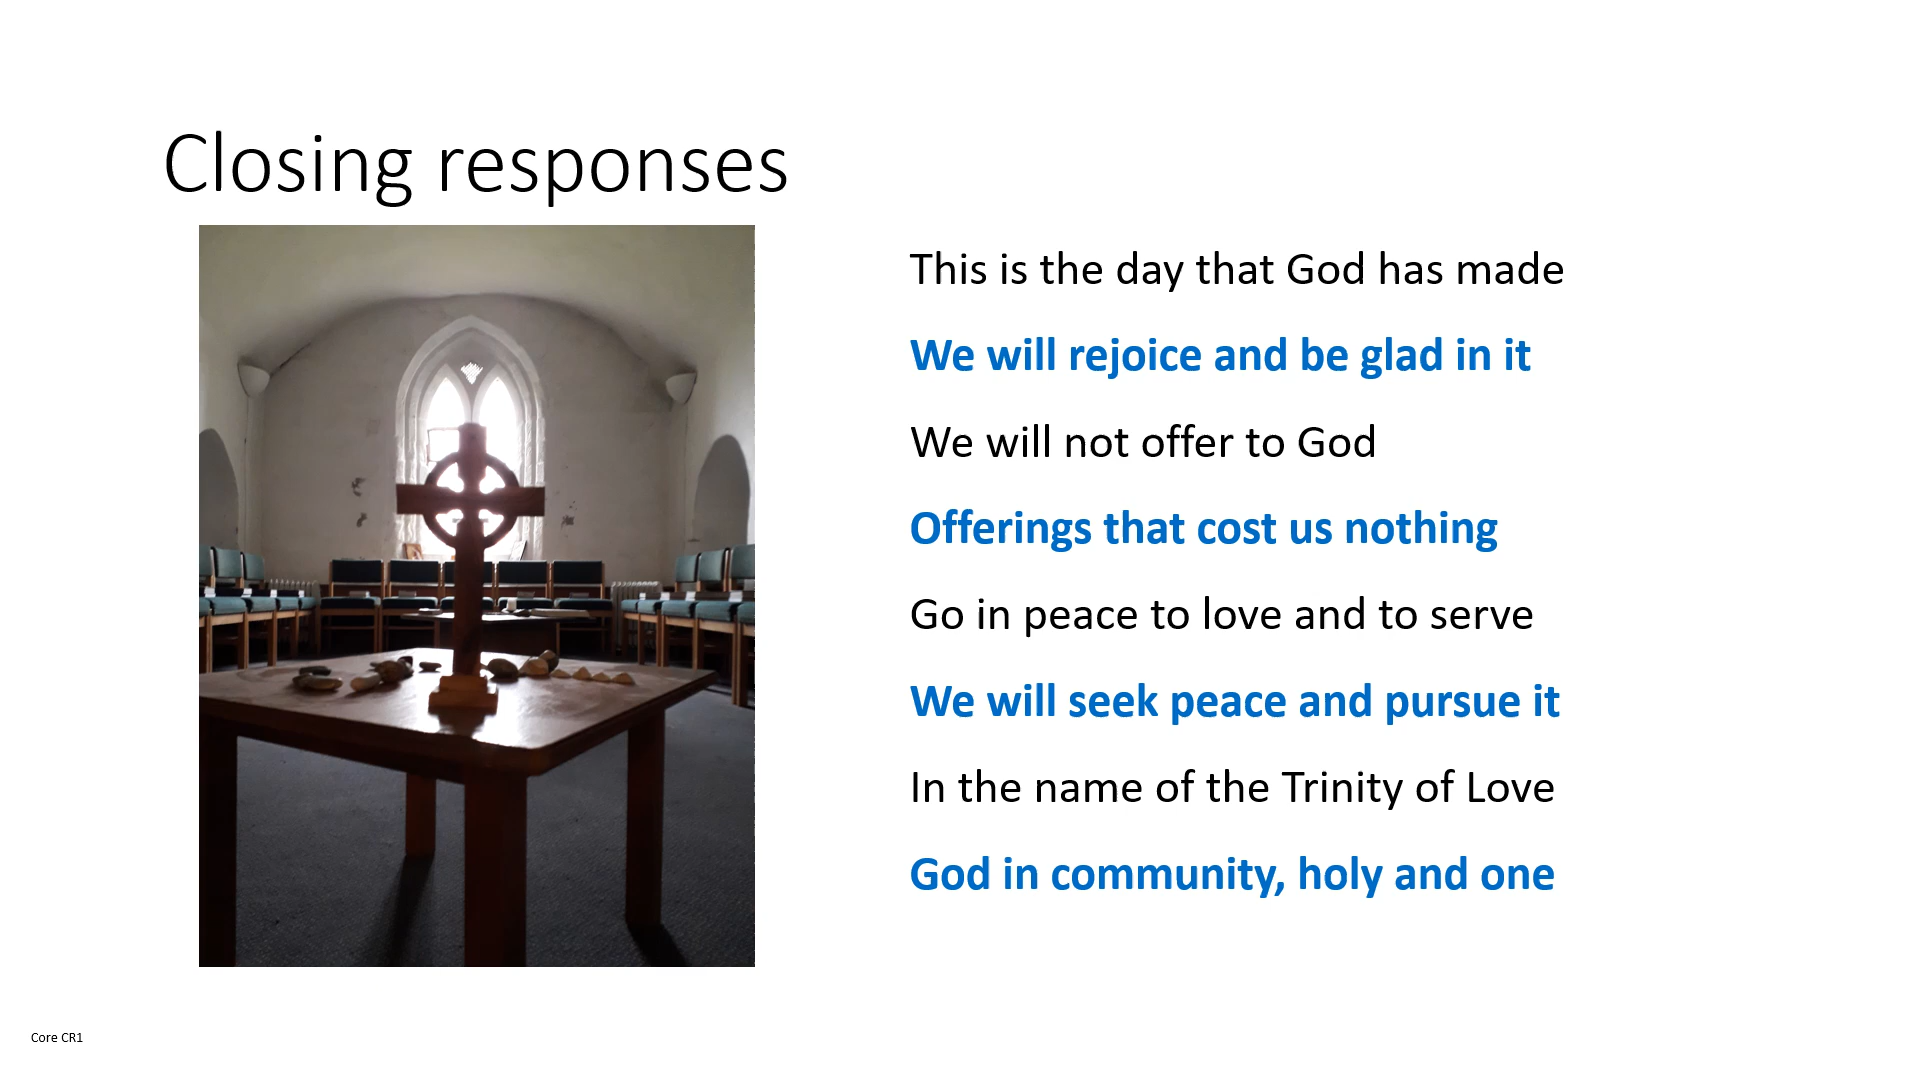 Closing responses
This is the day that God has made
We will rejoice and be glad in it
We will not offer to God
Offerings that cost us nothing
Go in peace to love and to serve
We will seek peace and pursue it
In the name of the Trinity of Love
God in community, holy and one
Core CR1